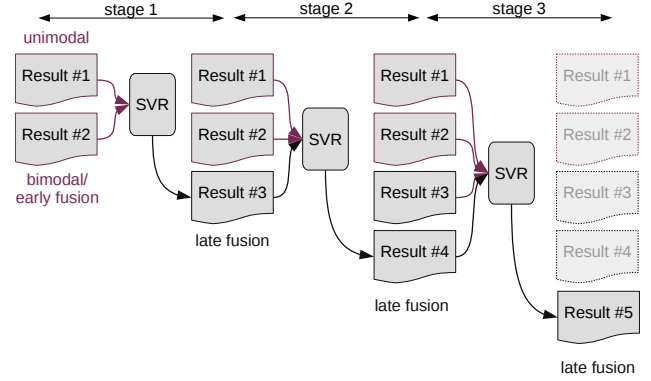 stage 1
stage 2
stage 3
unimodal
Result #1
Result #1
Result #1
Result #1
SVR
Result #2
Result #2
SVR
Result #2
Result #2
SVR
bimodal/
early fusion
Result #3
Result #3
Result #3
late fusion
Result #4
Result #4
late fusion
Result #5
late fusion